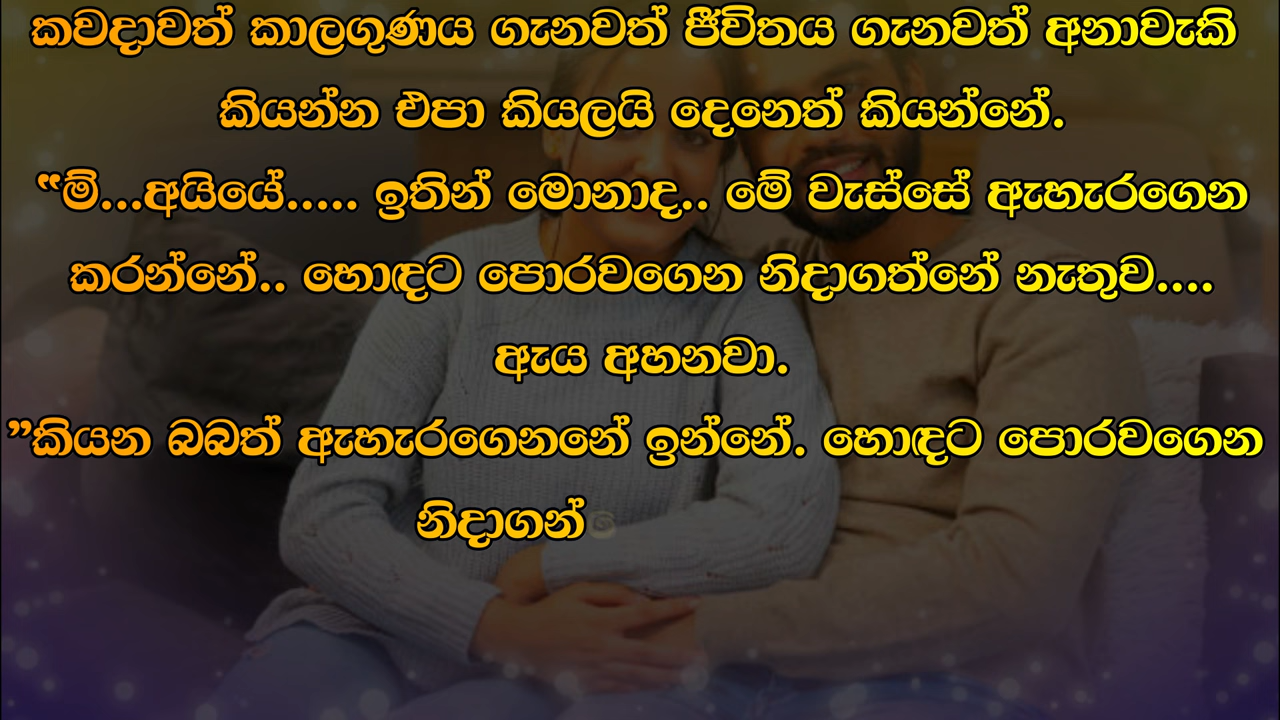 කවදාවත් කාලගුණය ගැනවත් ජීවිතය ගැනවත් අනාවැකි
කියන්න එපා කියලයි දෙනෙත් කියන්නේ.
“ම්...අයියේ..... ඉතින් මොනාද.. මේ වැස්සේ ඇහැරගෙන
කරන්නේ.. හොඳට පොරවගෙන නිදාගත්නේ නැතුව....
ඇය අහනවා.
”කියන බබත් ඇහැරගෙනනේ ඉන්නේ. හොඳට පොරවගෙන
නිදාගන්